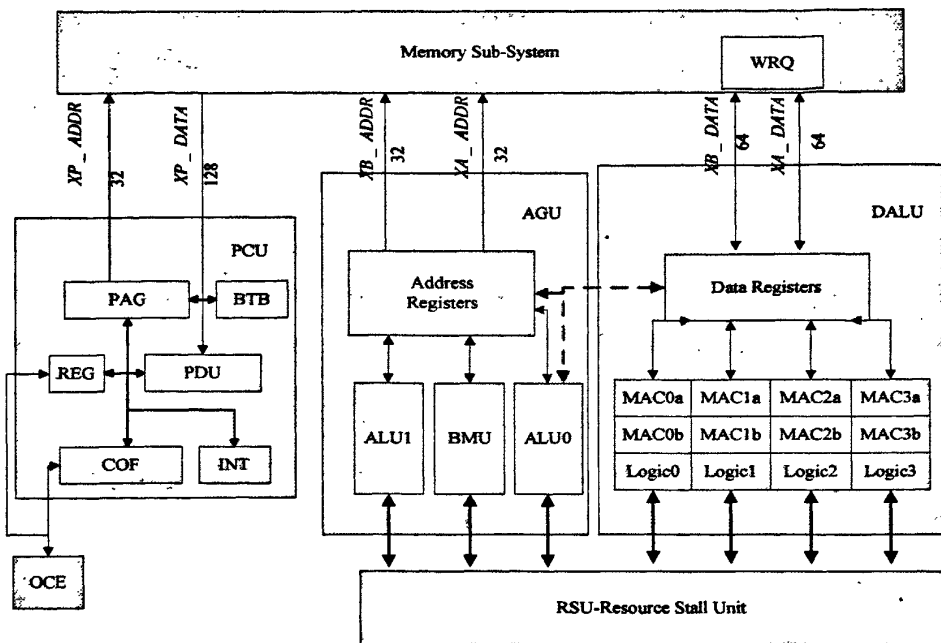 Memory Sub-System
WRQ
XP_ADDR
32
XP_DATA
128
XB_ADDR
32
XA_ADDR
32
XB_DATA
64
XA_DATA
64
PCU
AGU
DALU
PAG
BTB
Address
Registers
Data Registers
REG
PDU
COF
INT
ALU1
BMU
ALU0
MAC0a
MAC1a
MAC2a
MAC3a
MAC0b
MAC1b
MAC2b
MAC3b
Logic0
Logic1
Logic2
Logic3
OCE
RSU-Resource Stall Unit